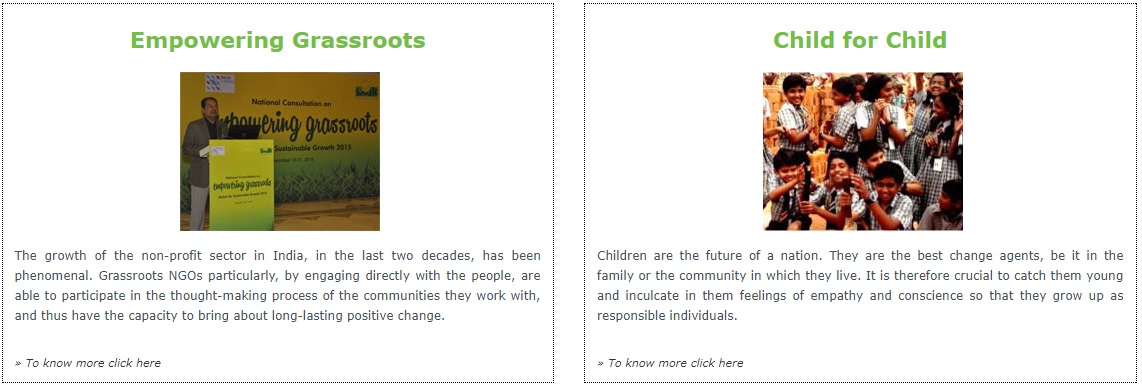 Empowering Grassroots
National Consultation on
empowering grassroots
Sustainable Growth 2015
National Consultation on
empowering grassroots
The growth of the non-profit sector in India, in the last two decades, has been
phenomenal. Grassroots NGOs particularly, by engaging directly with the people, are
able to participate in the thought-making process of the communities they work with,
and thus have the capacity to bring about long-lasting positive change.
» To know more click here
Child for Child
Children are the future of a nation. They are the best change agents, be it in the
family or the community in which they live. It is therefore crucial to catch them young
and inculcate in them feelings of empathy and conscience so that they grow up as
responsible individuals.
» To know more click here